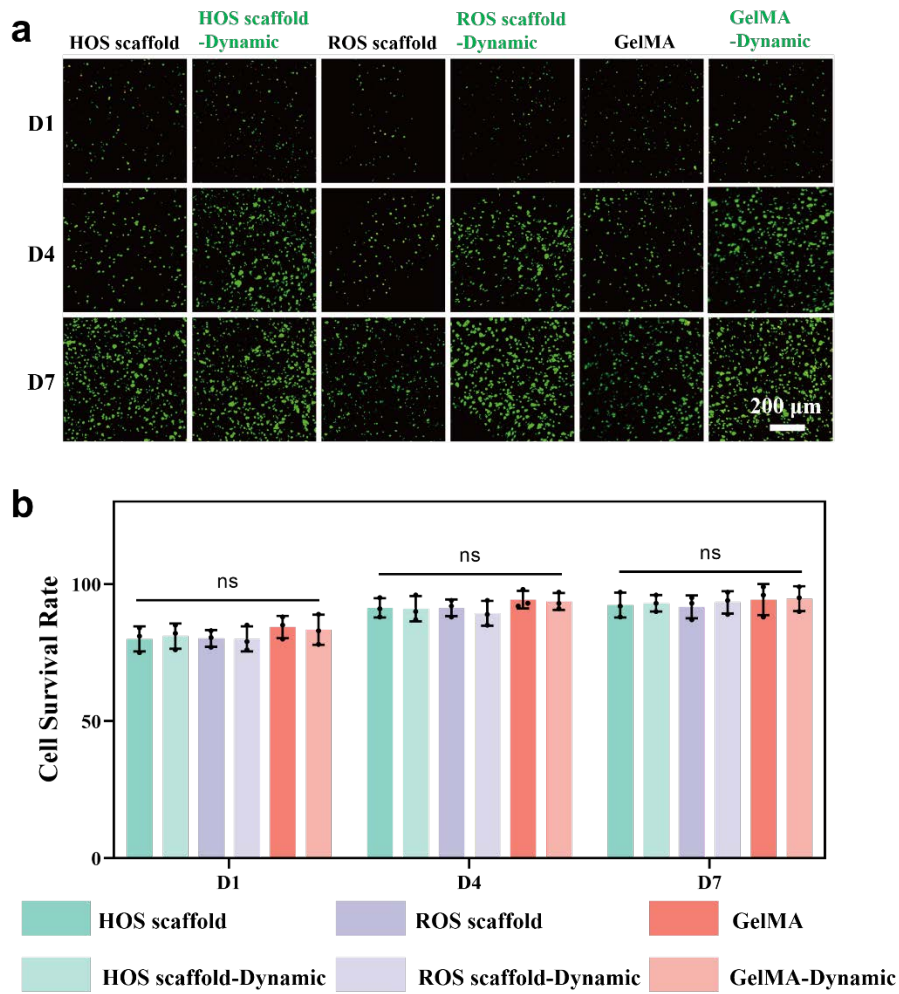 a
HOS scaffold
HOS scaffold
-Dynamic
ROS scaffold
ROS scaffold
-Dynamic
GelMA
GelMA
-Dynamic
D1
D4
D7
200 μm
b
Cell Survival Rate
100
50
0
ns
ns
ns
D1
D4
D7
HOS scaffold
ROS scaffold
GelMA
HOS scaffold-Dynamic
ROS scaffold-Dynamic
GelMA-Dynamic